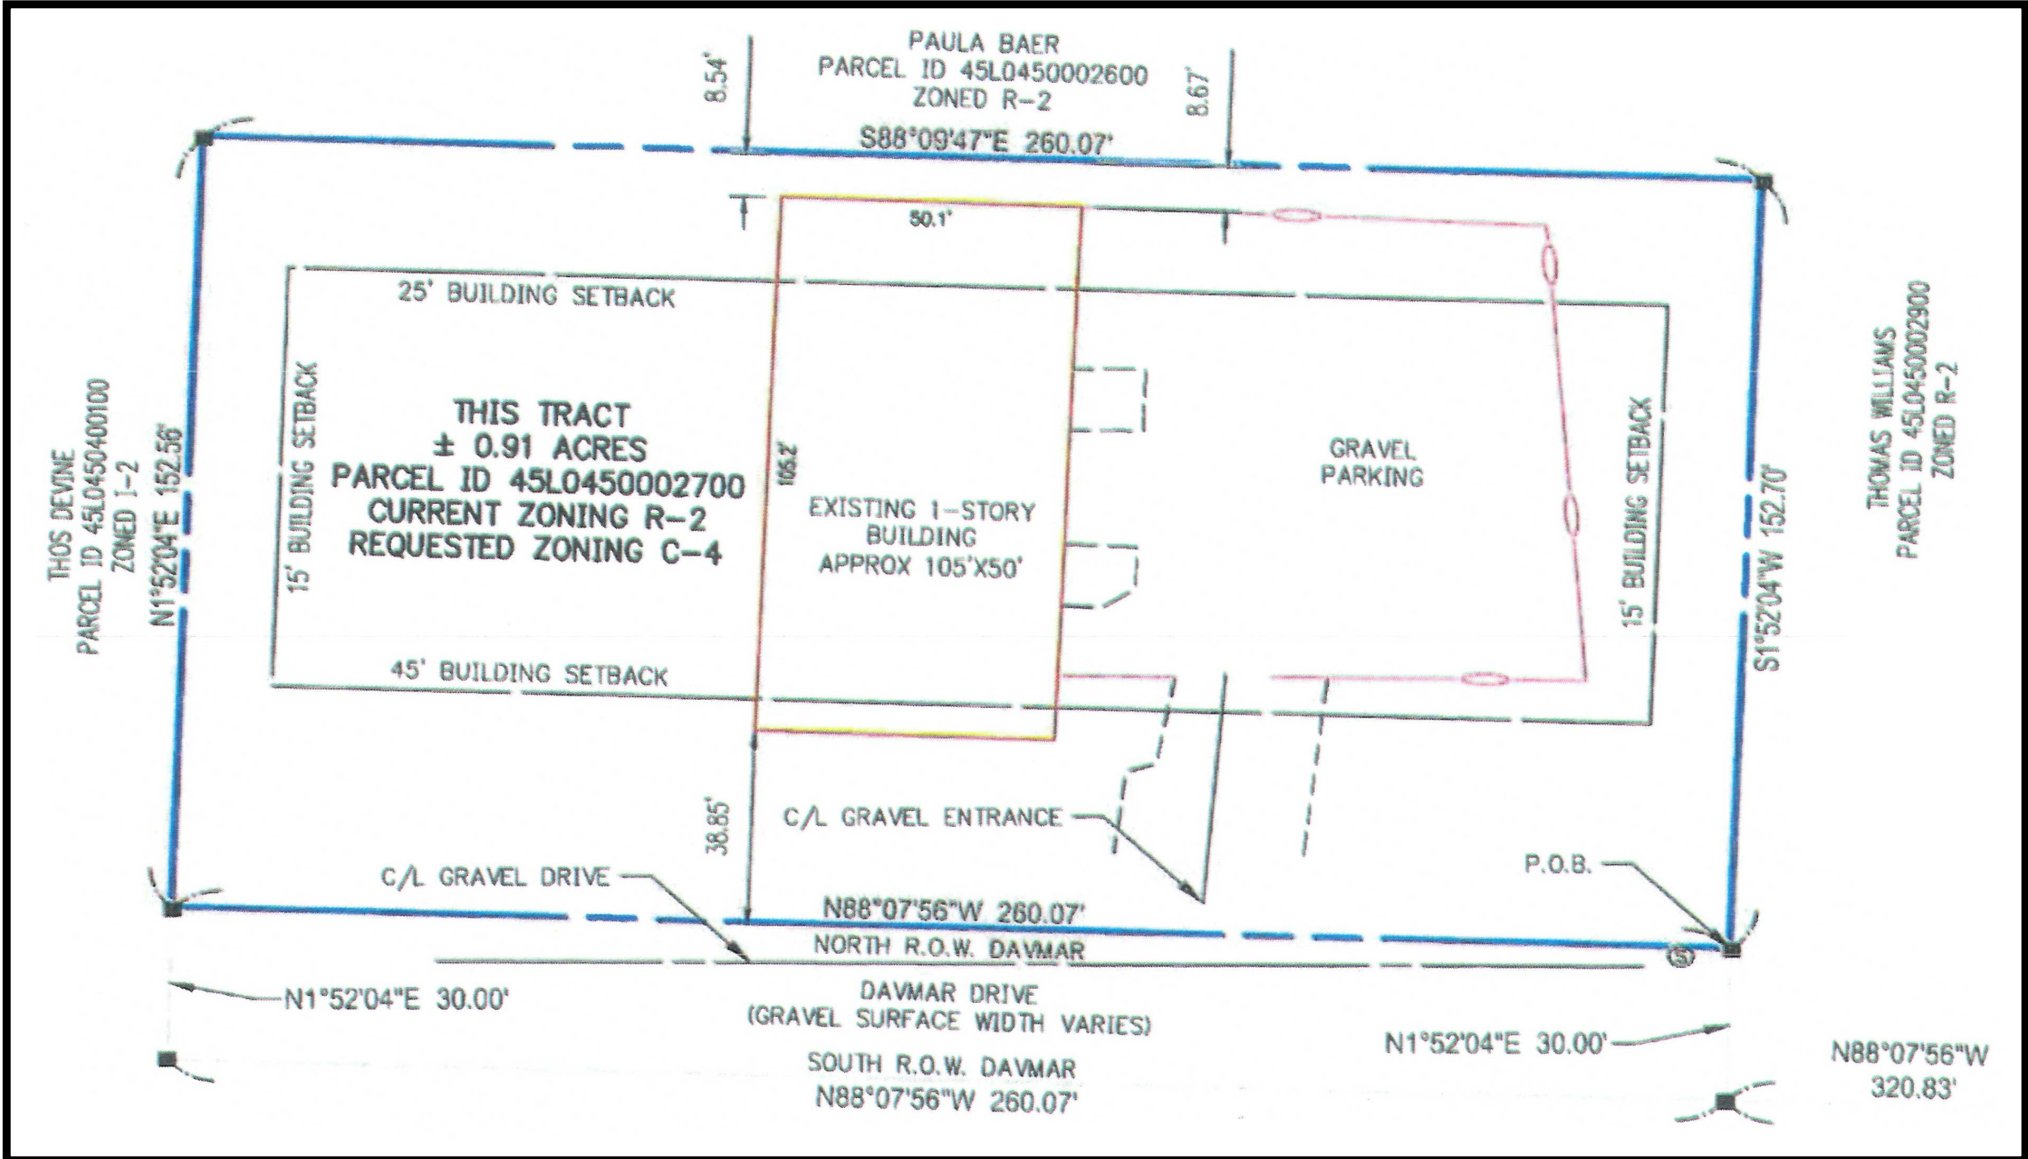 PAULA BAER
PARCEL ID 45L0450002600
ZONED R-2
8.54'
8.67'
S88°09'47"E 260.07'
50.1'
25' BUILDING SETBACK
THOS DEVINE
PARCEL ID 45L0450400100
ZONED I-2
N1°52'04"E 152.56'
15' BUILDING SETBACK
THIS TRACT
± 0.91 ACRES
PARCEL ID 45L0450002700
CURRENT ZONING R-2
REQUESTED ZONING C-4
105.2'
EXISTING 1-STORY
BUILDING
APPROX 105'X50'
GRAVEL
PARKING
15' BUILDING SETBACK
S1°52'04"W 152.70'
THOMAS WILLIAMS
PARCEL ID 45L0450002900
ZONED R-2
45' BUILDING SETBACK
38.85'
C/L GRAVEL ENTRANCE
C/L GRAVEL DRIVE
P.O.B.
N88°07'56"W 260.07'
NORTH R.O.W. DAVMAR
S
N1°52'04"E 30.00'
DAVMAR DRIVE
(GRAVEL SURFACE WIDTH VARIES)
N1°52'04"E 30.00'
SOUTH R.O.W. DAVMAR
N88°07'56"W 260.07'
N88°07'56"W
320.83'